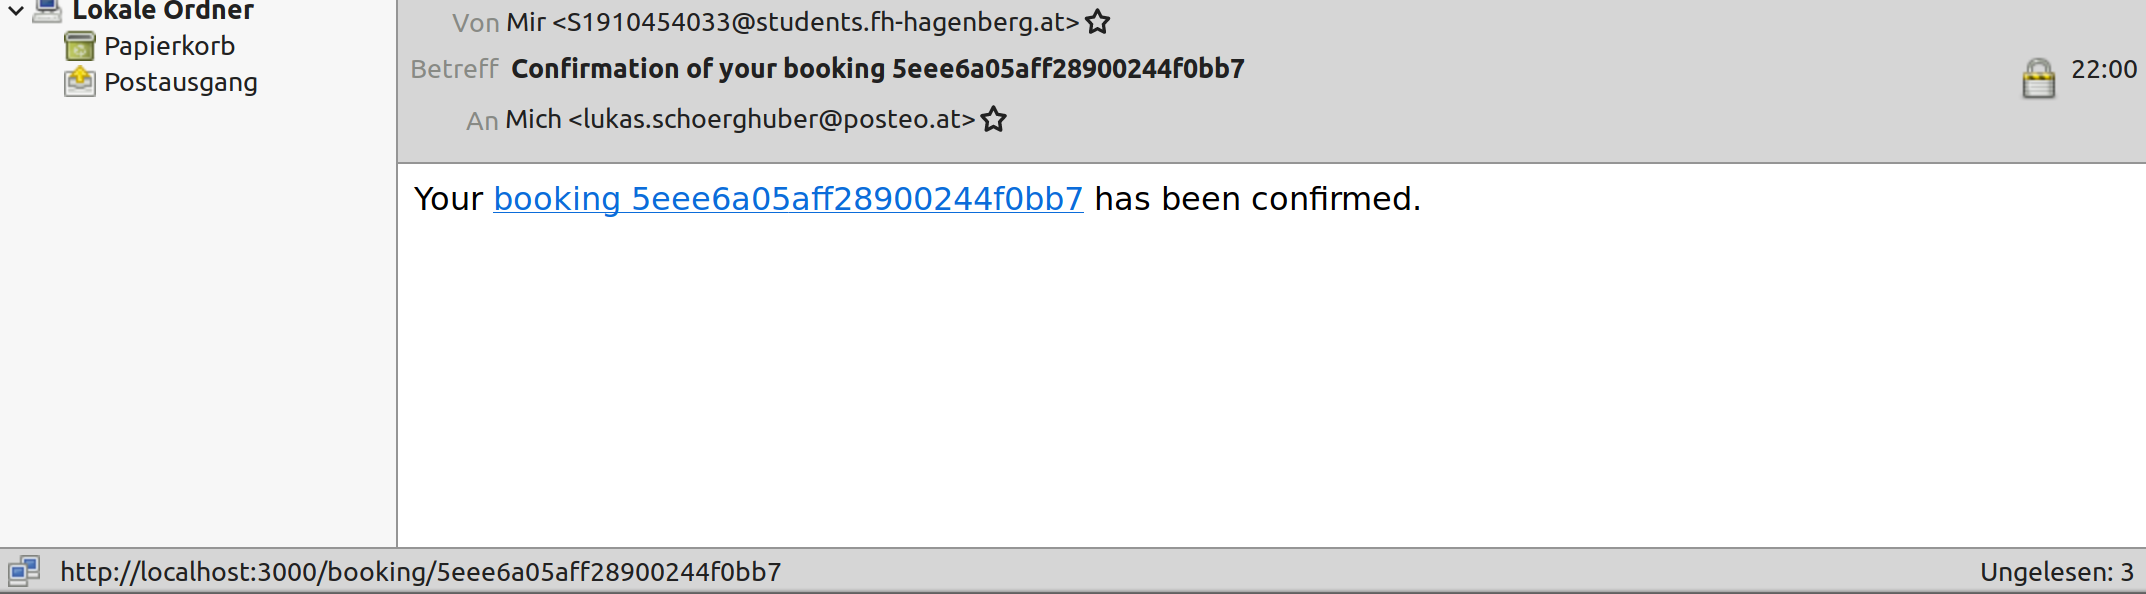 Lokale Ordner
Papierkorb
Postausgang
Von Mir <S1910454033@students.fh-hagenberg.at>
Betreff Confirmation of your booking 5eee6a05aff28900244f0bb7
22:00
An Mich <lukas.schoerghuber@posteo.at>
Your booking 5eee6a05aff28900244f0bb7 has been confirmed.
http://localhost:3000/booking/5eee6a05aff28900244f0bb7
Ungelesen: 3